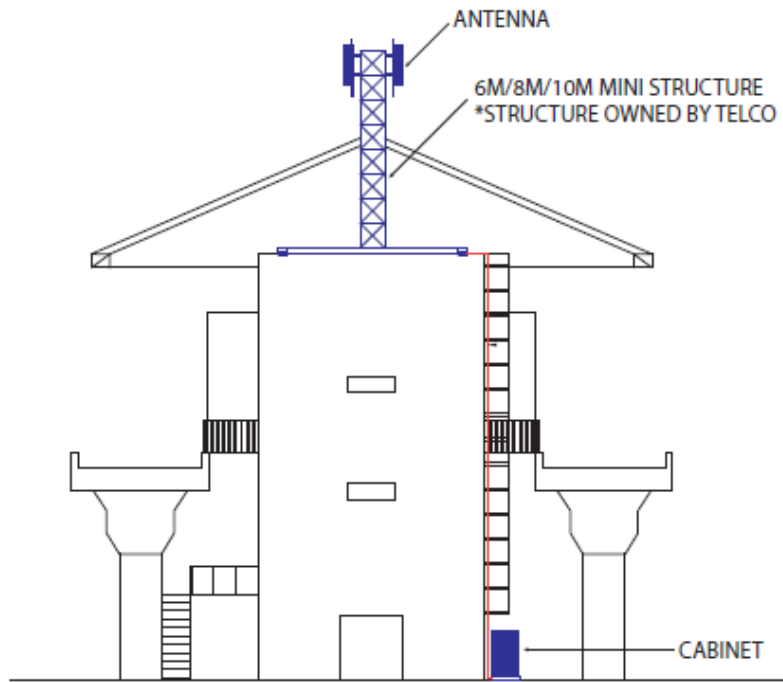 ANTENNA
6M/8M/10M MINI STRUCTURE
*STRUCTURE OWNED BY TELCO
CABINET